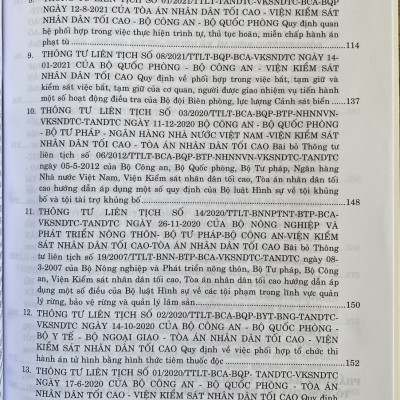 NGÀY 12-8-2021 CỦA TÒA ÁN NHÂN DÂN TỐI CAO - VIỆN KIỂM SÁT
NHÂN DÂN TỐI CAO - BỘ CÔNG AN - BỘ QUỐC PHÒNG Quy định quan
hệ phối hợp trong việc thực hiện trình tự, thủ tục hoãn, miễn chấp hành án
phạt tù 114
9. THÔNG TƯ LIÊN TỊCH SỐ 08/2021/TTLT-BQP-BCA-VKSNDTC NGÀY 14-
01-2021 CỦA BỘ QUỐC PHÒNG - BỘ CÔNG AN - VIỆN KIỂM SÁT
NHÂN DÂN TỐI CAO Quy định về phối hợp trong việc bắt, tạm giữ và
kiểm sát việc bắt, tạm giữ của cơ quan, người được giao nhiệm vụ tiến hành
một số hoạt động điều tra của Bộ đội Biên phòng, lực lượng Cảnh sát biển 137
10. THÔNG TƯ LIÊN TỊCH SỐ 03/2020/TTLT-BCA-BQP-BTP-NHNNVN-
VKSNDTC-TANDTC NGÀY 11-12-2020 BỘ CÔNG AN - BỘ QUỐC PHÒNG
- BỘ TƯ PHÁP - NGÂN HÀNG NHÀ NƯỚC VIỆT NAM -VIỆN KIỂM SÁT
NHÂN DÂN TỐI CAO - TÒA ÁN NHÂN DÂN TỐI CAO Bãi bỏ Thông tư
liên tịch số 06/2012/TTLT-BCA-BQP-BTP-NHNNVN-VKSNDTC-TANDTC
ngày 05-5-2012 của Bộ Công an, Bộ Quốc phòng, Bộ Tư pháp, Ngân hàng
Nhà nước Việt Nam, Viện Kiểm sát nhân dân tối cao, Tòa án nhân dân tối
cao hướng dẫn áp dụng một số quy định của Bộ luật Hình sự về tội khủng
bố và tội tài trợ khủng bố 148
11. THÔNG TƯ LIÊN TỊCH SỐ 14/2020/TTLT-BNNPTNT-BTP-BCA-
VKSNDTC-TANDTC NGÀY 26-11-2020 CỦA BỘ NÔNG NGHIỆP VÀ
PHÁT TRIỂN NÔNG THÔN- BỘ TƯ PHÁP-BỘ CÔNG AN-VIỆN KIỂM
SÁT NHÂN DÂN TỐI CAO-TÒA ÁN NHÂN DÂN TỐI CAO Bãi bỏ Thông
tư liên tịch số 19/2007/TTLT-BNN-BTP-BCA-VKSNDTC-TANDTC ngày 08-
3-2007 của Bộ Nông nghiệp và Phát triển nông thôn, Bộ Tư pháp, Bộ Công
an, Viện Kiểm sát nhân dân tối cao, Tòa án nhân dân tối cao hướng dẫn áp
dụng một số điều của Bộ luật Hình sự về các tội phạm trong lĩnh vực quản
lý rừng, bảo vệ rừng và quản lý lâm sản 150
12. THÔNG TƯ LIÊN TỊCH SỐ 02/2020/TTLT-BCA-BQP-BYT-BNG-TANDTC-
VKSNDTC NGÀY 14-10-2020 CỦA BỘ CÔNG AN - BỘ QUỐC PHÒNG -
BỘ Y TẾ - BỘ NGOẠI GIAO - TÒA ÁN NHÂN DÂN TỐI CAO - VIỆN
KIỂM SÁT NHÂN DÂN TỐI CAO Quy định về việc phối hợp tổ chức thi
hành án tử hình bằng hình thức tiêm thuốc độc 152
13. THÔNG TƯ LIÊN TỊCH SỐ 01/2020/TTLT-BCA-BQP- TANDTC-VKSNDTC
NGÀY 17-6-2020 CỦA BỘ CÔNG AN - BỘ QUỐC PHÒNG - TÒA ÁN
NHÂN DÂN TỐI CAO - VIỆN KIỂM SÁT NHÂN DÂN TỐI CAO Quy định